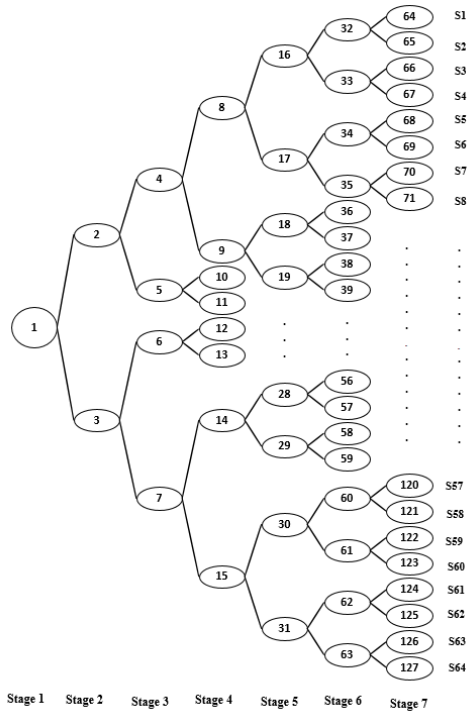 64 S1
32
65 S2
16
66 S3
33
67 S4
8
68 S5
34
69 S6
17
70 S7
4
35
71 S8
36
18
2
37
9
38
10
19
5
39
11
12
1
6
13
56
28
57
3
14
58
29
59
120 S57
7
60
121 S58
30
122 S59
61
123 S60
15
124 S61
62
125 S62
31
126 S63
63
127 S64
Stage 1 Stage 2 Stage 3 Stage 4 Stage 5 Stage 6 Stage 7